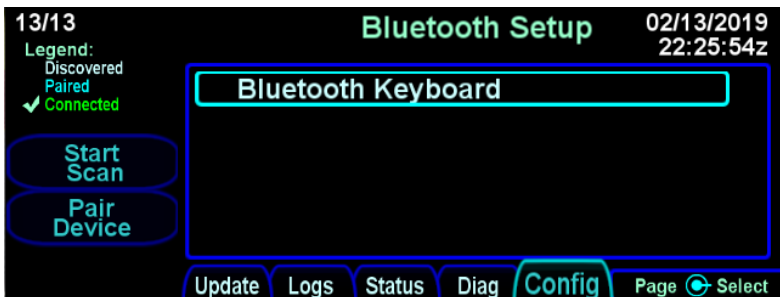 13/13
Bluetooth Setup
02/13/2019
22:25:54z
Legend:
Discovered
Paired
Connected
Bluetooth Keyboard
Start
Scan
Pair
Device
Update
Logs
Status
Diag
Config
Page
Select